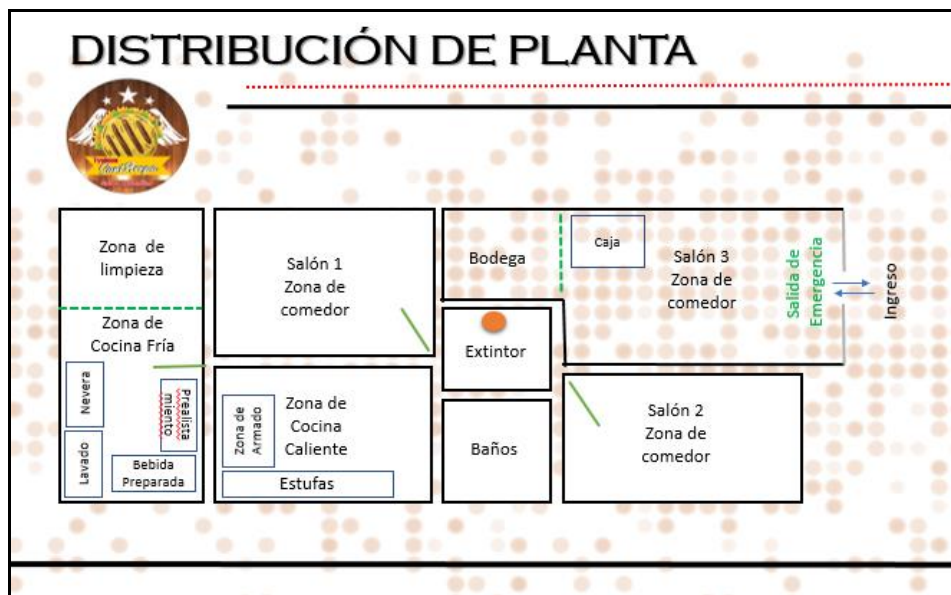 DISTRIBUCIÓN DE PLANTA
Zona de
limpieza
Zona de
Cocina Fría
Nevera
Lavado
Prealista
miento
Bebida
Preparada
Salón 1
Zona de
comedor
Zona de
Armado
Zona de
Cocina
Caliente
Estufas
Bodega
Extintor
Baños
Caja
Salón 3
Zona de
comedor
Salida de
Emergencia
Ingreso
Salón 2
Zona de
comedor